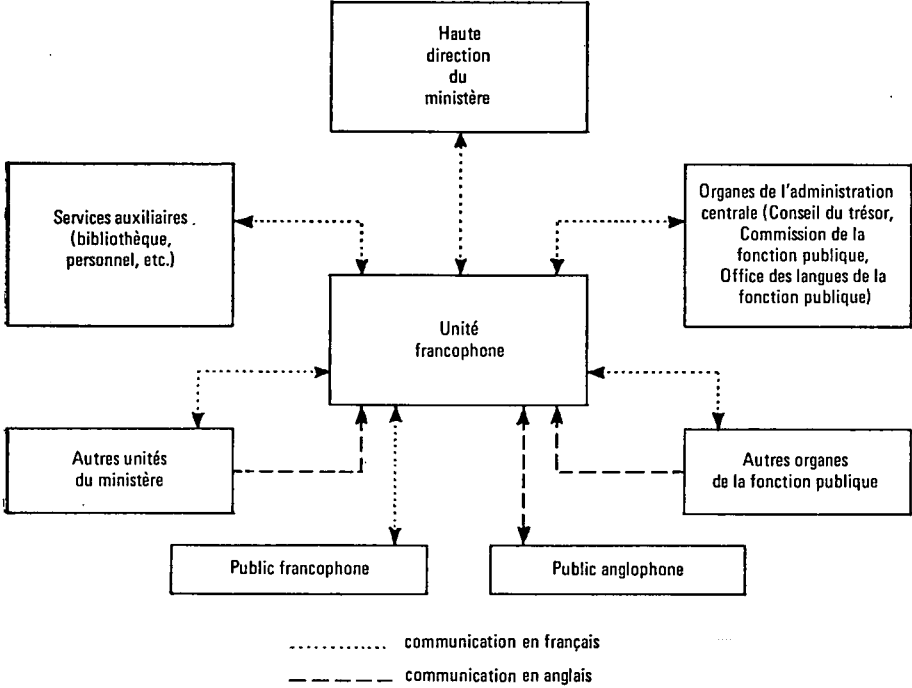 Haute
direction
du
ministère
Services auxiliaires
(bibliothèque,
personnel, etc.)
Organes de l'administration
centrale (Conseil du trésor,
Commission de la
fonction publique,
Office des langues de la
fonction publique)
Unité
francophone
Autres unités
du ministère
Autres organes
de la fonction publique
Public francophone
Public anglophone
communication en français
communication en anglais